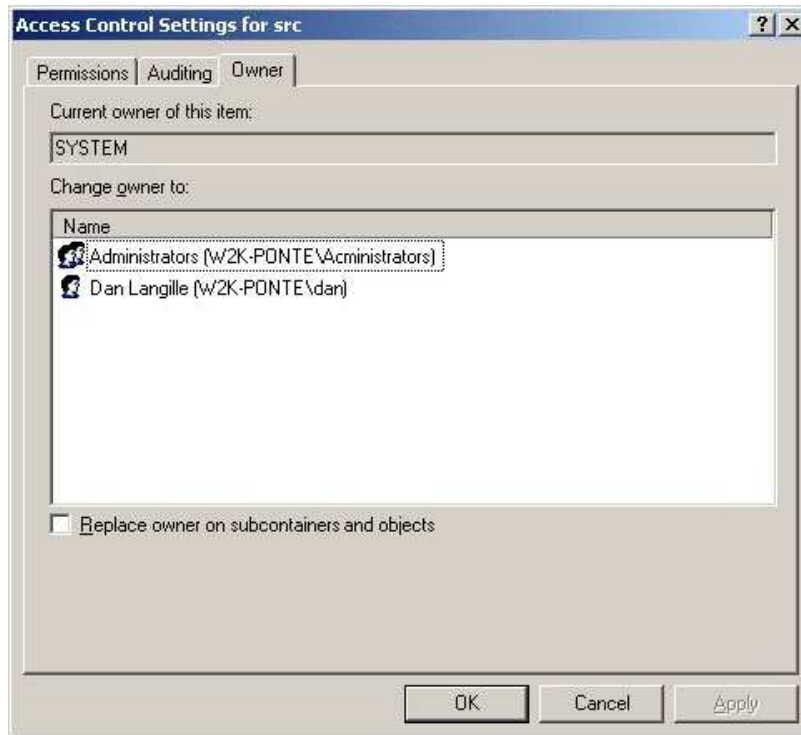 Access Control Settings for src
Permissions Auditing Owner
Current owner of this item:
SYSTEM
Change owner to:
Name
Administrators (W2K-PONTE\Acministrators)
Dan Langille (W2K-PONTE\dan)
Replace owner on subcontainers and objects
OK Cancel Apply